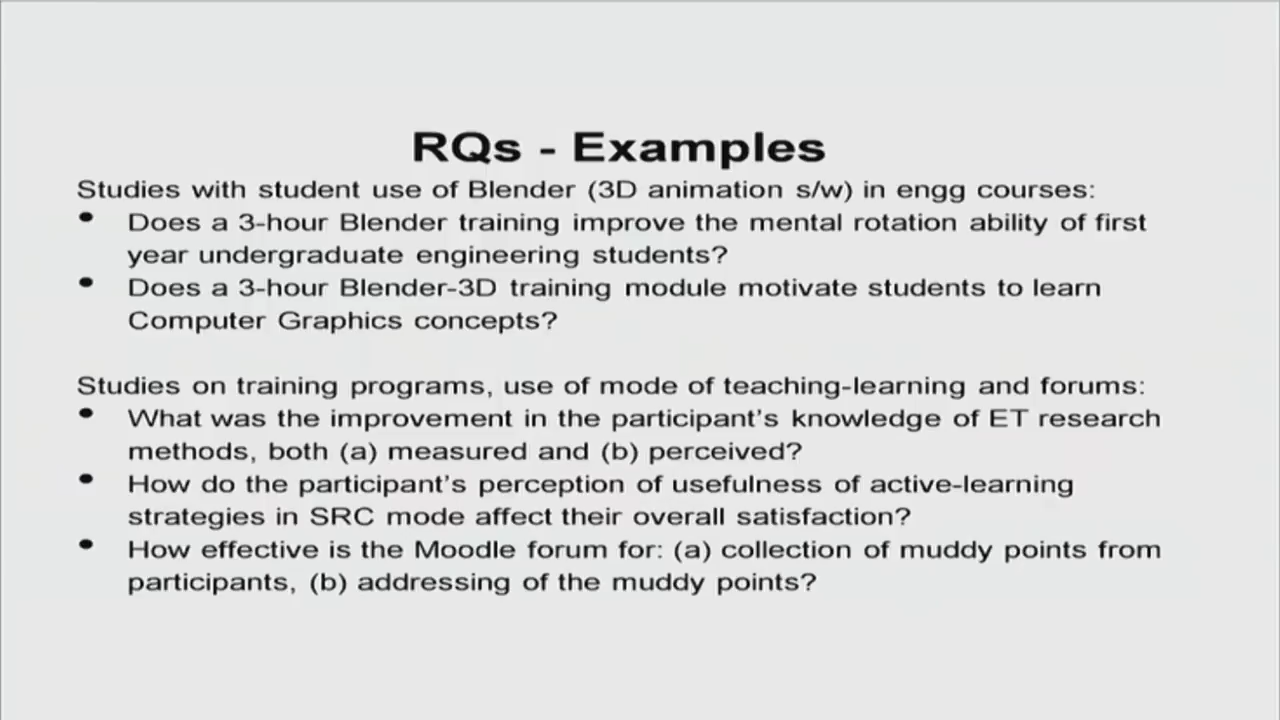 RQs - Examples
Studies with student use of Blender (3D animation s/w) in engg courses:
• Does a 3-hour Blender training improve the mental rotation ability of first
year undergraduate engineering students?
• Does a 3-hour Blender-3D training module motivate students to learn
Computer Graphics concepts?
Studies on training programs, use of mode of teaching-learning and forums:
• What was the improvement in the participant's knowledge of ET research
methods, both (a) measured and (b) perceived?
• How do the participant's perception of usefulness of active-learning
strategies in SRC mode affect their overall satisfaction?
• How effective is the Moodle forum for: (a) collection of muddy points from
participants, (b) addressing of the muddy points?